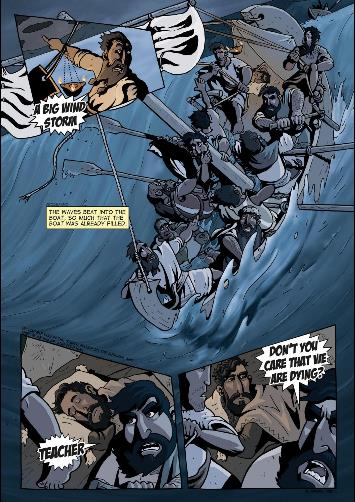 A BIG WIND
STORM
THE WAVES BEAT INTO THE
BOAT, SO MUCH THAT THE
BOAT WAS ALREADY FILLED
TEACHER
DON'T YOU
CARE THAT WE
ARE DYING?